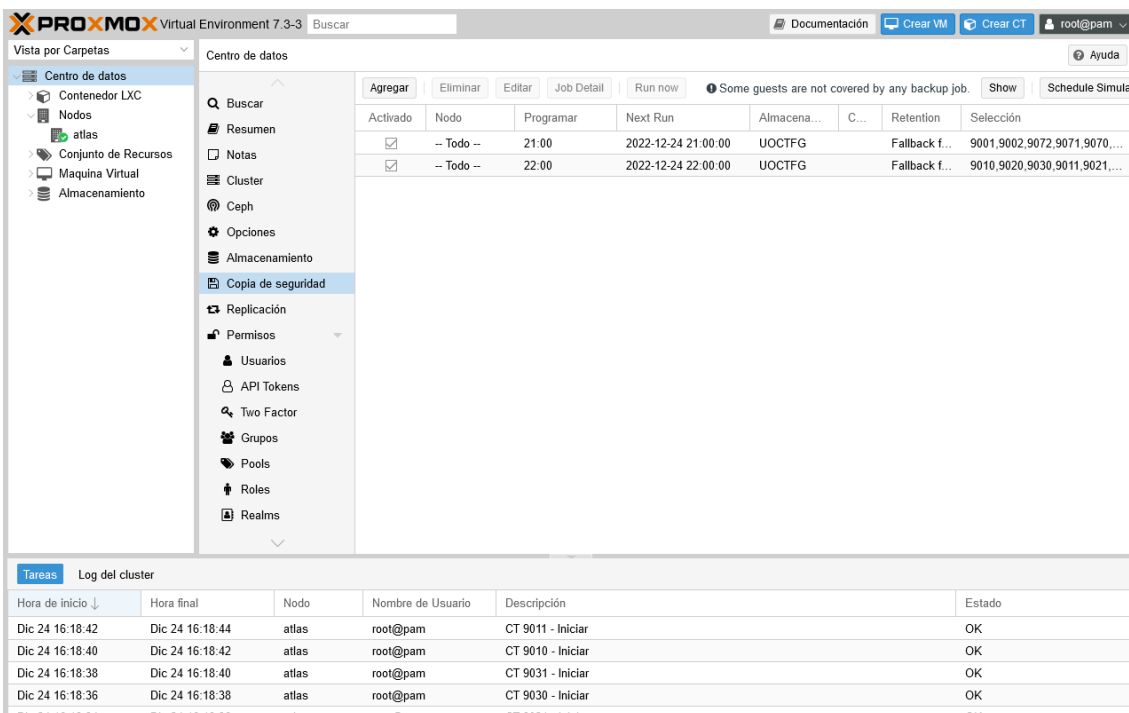 PROXMOX Virtual Environment 7.3-3 Buscar Documentación Crear VM Crear CT root@pam
Vista por Carpetas
Centro de datos
Contenedor LXC
Nodos
atlas
Conjunto de Recursos
Maquina Virtual
Almacenamiento
Centro de datos Ayuda
Buscar
Resumen
Notas
Cluster
Ceph
Opciones
Almacenamiento
Copia de seguridad
Replicación
Permisos
Usuarios
API Tokens
Two Factor
Grupos
Pools
Roles
Realms
Agregar Eliminar Editar Job Detail Run now Some guests are not covered by any backup job. Show Schedule Simula
Activado Nodo Programar Next Run Almacena... C... Retention Selección
-- Todo -- 21:00 2022-12-24 21:00:00 UOCTFG Fallback f... 9001,9002,9072,9071,9070,...
-- Todo -- 22:00 2022-12-24 22:00:00 UOCTFG Fallback f... 9010,9020,9030,9011,9021,...
Tareas Log del cluster
Hora de inicio Hora final Nodo Nombre de Usuario Descripción Estado
Dic 24 16:18:42 Dic 24 16:18:44 atlas root@pam CT 9011 - Iniciar OK
Dic 24 16:18:40 Dic 24 16:18:42 atlas root@pam CT 9010 - Iniciar OK
Dic 24 16:18:38 Dic 24 16:18:40 atlas root@pam CT 9031 - Iniciar OK
Dic 24 16:18:36 Dic 24 16:18:38 atlas root@pam CT 9030 - Iniciar OK